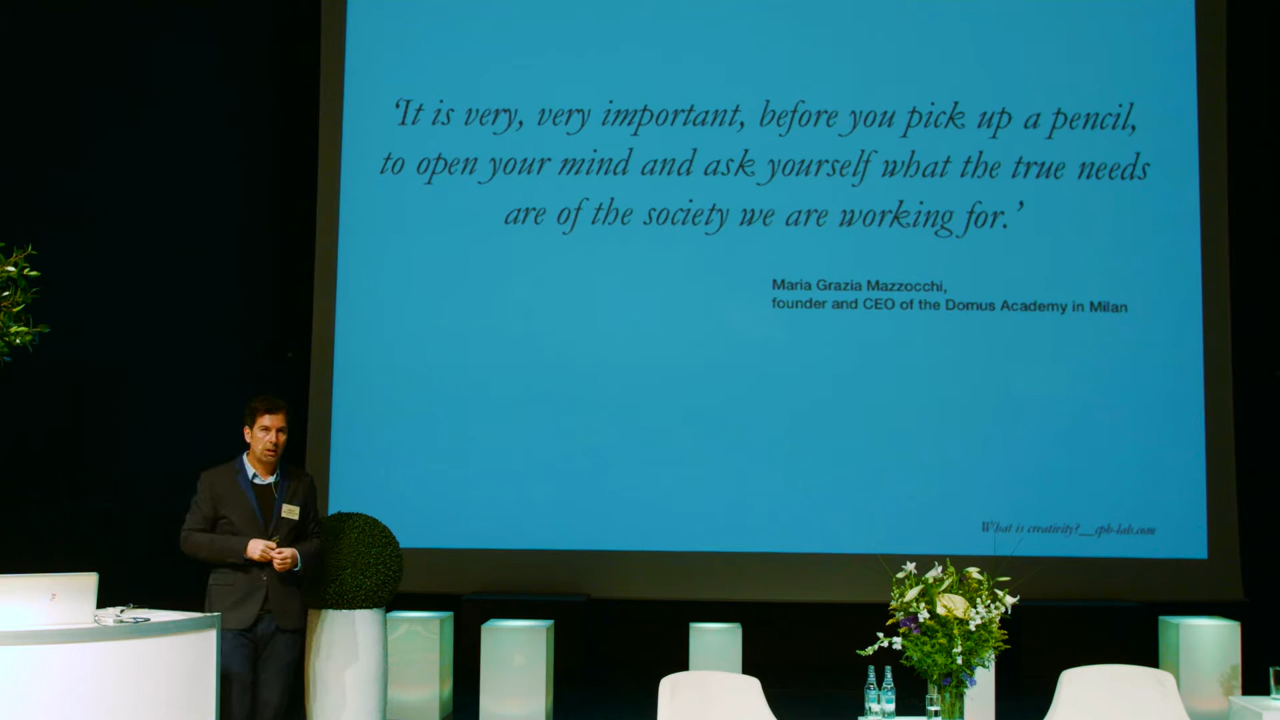 ‘It is very, very important, before you pick up a pencil,
to open your mind and ask yourself what the true needs
are of the society we are working for.’
Maria Grazia Mazzocchi,
founder and CEO of the Domus Academy in Milan
What is creativity?__cpb-lab.com